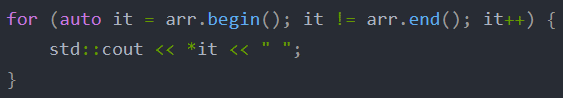 for (auto it = arr.begin(); it != arr.end(); it++) {
    std::cout << *it << " ";
}